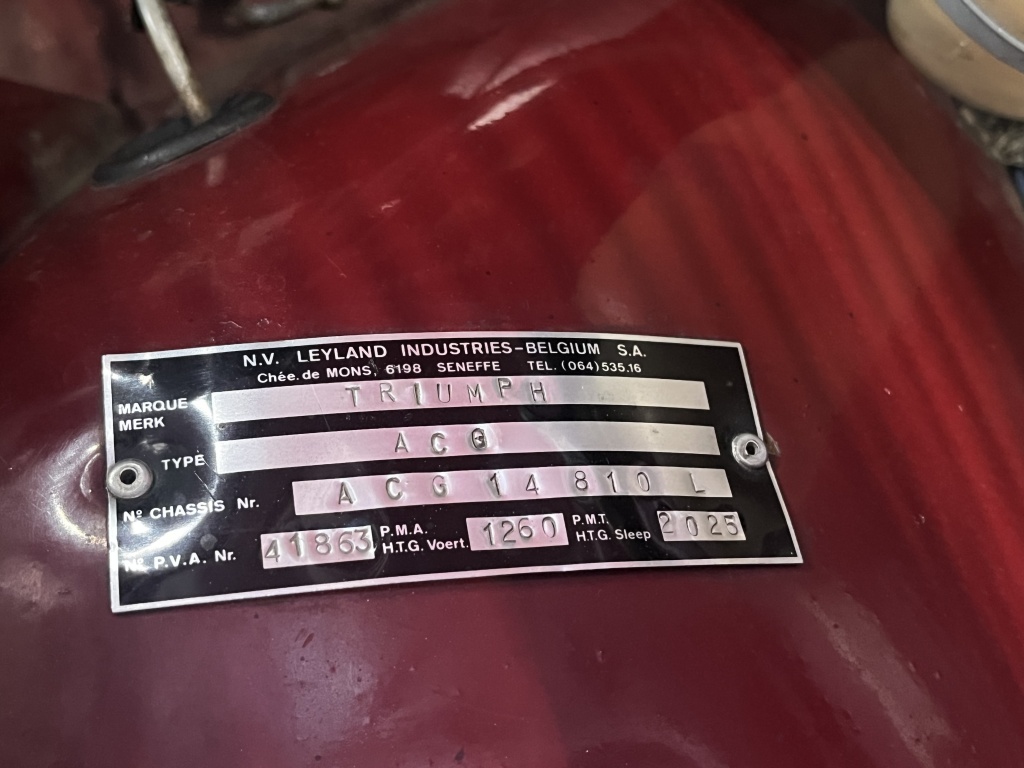 N.V. LEYLAND INDUSTRIES-BELGIUM S.A.
Chée. de MONS, 6198 SENEFFE TEL. (064) 535.16
MARQUE
MERK
TRIUMPH
TYPE ACG
Nº CHASSIS Nr. ACG 14810 L
Nº P.V.A. Nr. 41863 P.M.A. H.T.G. Voert. 1260 P.M.T. H.T.G. Sleep 2025